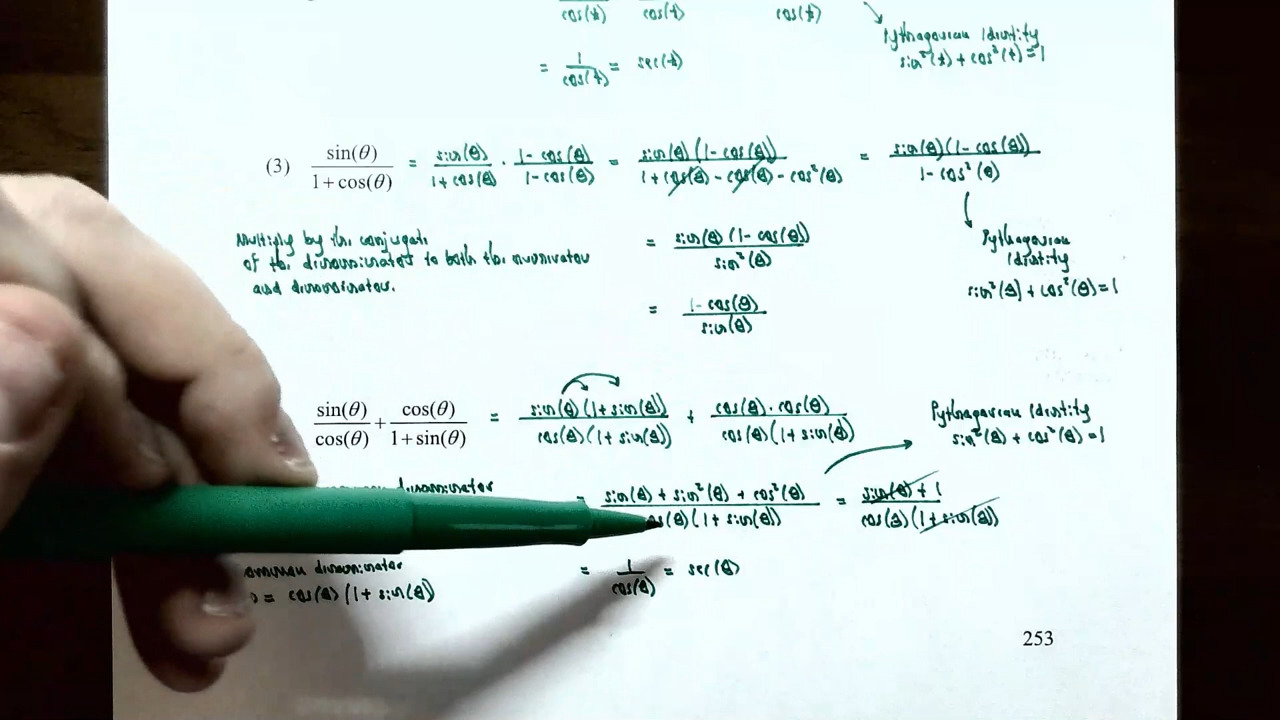 cos(t) cos(t) cos(t)
Pythagorean Identity
sin²(t) + cos²(t) = 1
= 1/cos(t) = sec(t)
(3) sin(θ)/(1+cos(θ)) = sin(θ)/(1+cos(θ)) · (1-cos(θ))/(1-cos(θ)) = sin(θ)(1-cos(θ))/(1+cos(θ)-cos(θ)-cos²(θ)) = sin(θ)(1-cos(θ))/(1-cos²(θ))
Multiply by the conjugate
of the denominator to both the numerator
and denominator.
= sin(θ)(1-cos(θ))/sin²(θ)
Pythagorean
Identity
sin²(θ) + cos²(θ) = 1
= (1-cos(θ))/sin(θ)
sin(θ)/cos(θ) + cos(θ)/(1+sin(θ)) = sin(θ)(1+sin(θ))/(cos(θ)(1+sin(θ))) + cos(θ)·cos(θ)/(cos(θ)(1+sin(θ)))
Pythagorean Identity
sin²(θ) + cos²(θ) = 1
denominator
= (sin(θ)+sin²(θ)+cos²(θ))/(cos(θ)(1+sin(θ))) = (sin(θ)+1)/(cos(θ)(1+sin(θ)))
denominator
= cos(θ)(1+sin(θ))
= 1/cos(θ) = sec(θ)
253